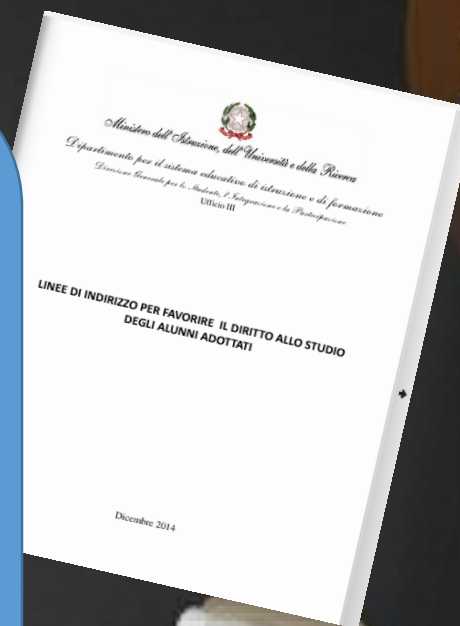 Ministero dell'Istruzione, dell'Università e della Ricerca
Dipartimento per il sistema educativo di istruzione e di formazione
Direzione Generale per lo Studente, l'Integrazione e la Partecipazione
Ufficio III
LINEE DI INDIRIZZO PER FAVORIRE IL DIRITTO ALLO STUDIO
DEGLI ALUNNI ADOTTATI
Dicembre 2014